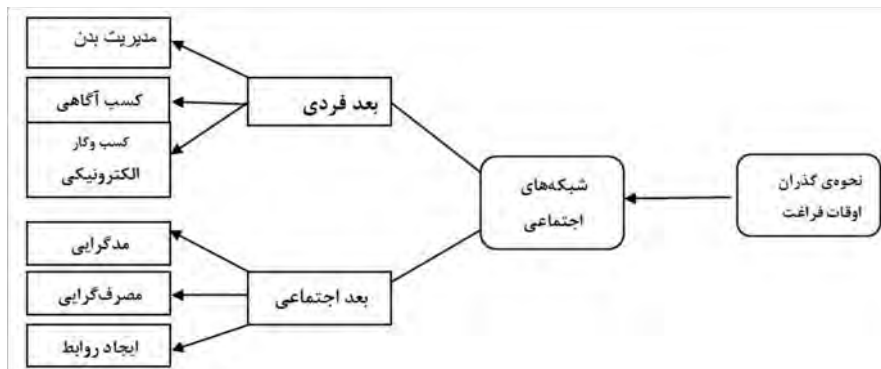 نحوه‌ی گذران
اوقات فراغت
شبکه‌های
اجتماعی
بعد فردی
مدیریت بدن
کسب آگاهی
کسب وکار
الکترونیکی
بعد اجتماعی
مدگرایی
مصرف‌گرایی
ایجاد روابط